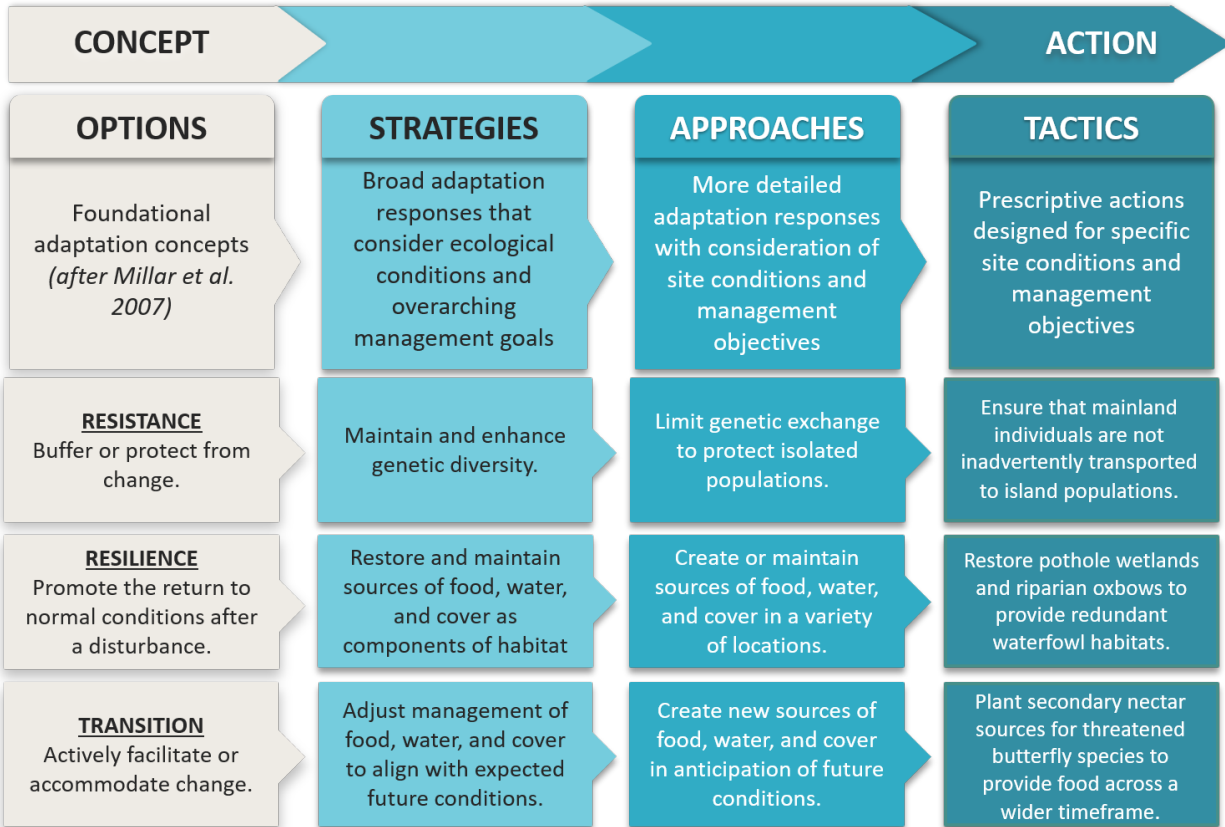 CONCEPT
ACTION
OPTIONS
Foundational
adaptation concepts
(after Millar et al.
2007)
STRATEGIES
Broad adaptation
responses that
consider ecological
conditions and
overarching
management goals
APPROACHES
More detailed
adaptation responses
with consideration of
site conditions and
management
objectives
TACTICS
Prescriptive actions
designed for specific
site conditions and
management
objectives
RESISTANCE
Buffer or protect from
change.
Maintain and enhance
genetic diversity.
Limit genetic exchange
to protect isolated
populations.
Ensure that mainland
individuals are not
inadvertently transported
to island populations.
RESILIENCE
Promote the return to
normal conditions after
a disturbance.
Restore and maintain
sources of food, water,
and cover as
components of habitat
Create or maintain
sources of food, water,
and cover in a variety
of locations.
Restore pothole wetlands
and riparian oxbows to
provide redundant
waterfowl habitats.
TRANSITION
Actively facilitate or
accommodate change.
Adjust management of
food, water, and cover
to align with expected
future conditions.
Create new sources of
food, water, and cover
in anticipation of future
conditions.
Plant secondary nectar
sources for threatened
butterfly species to
provide food across a
wider timeframe.